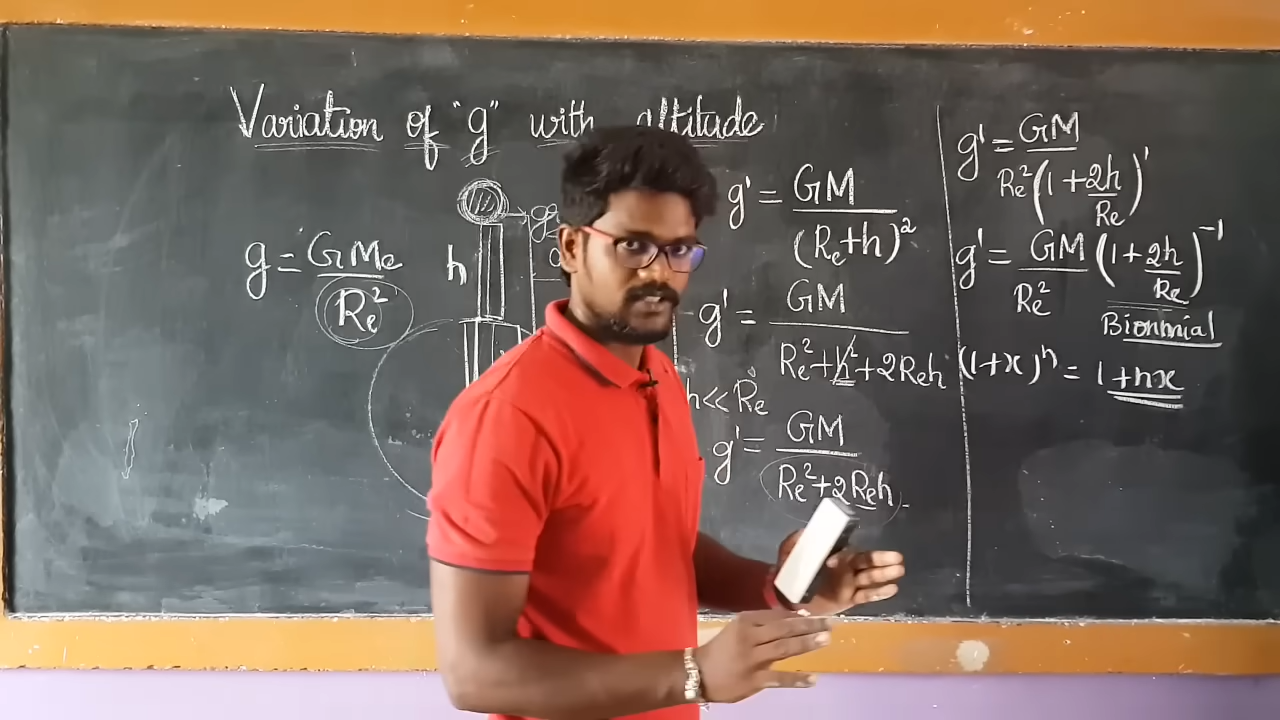 Variation of "g" with altitude
g = GMe / Re²
h
g' = GM / (Re+h)²
g' = GM / Re²+h²+2Reh
h<<Re
g' = GM / Re²+2Reh
g' = GM / Re²(1+2h/Re)¹
g' = GM/Re² (1+2h/Re)⁻¹
Bionmial
(1+x)ⁿ = 1+nx